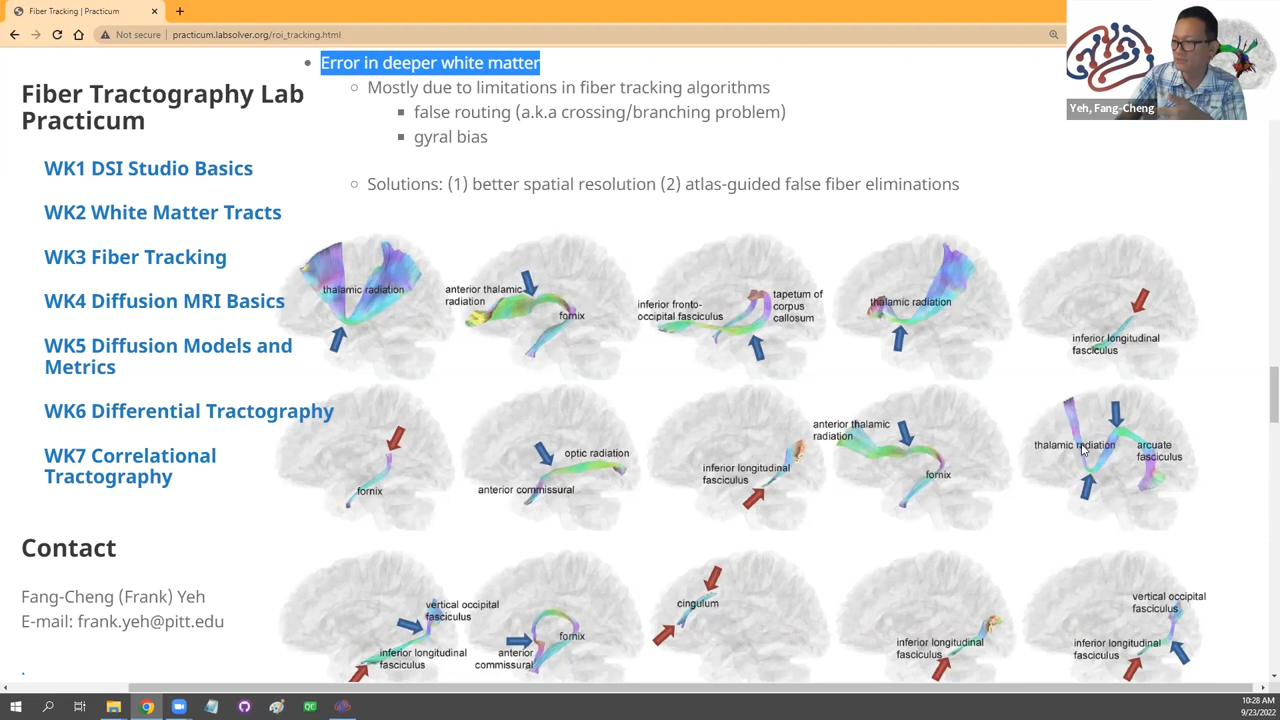 Fiber Tracking | Practicum
Not secure
practicum.labsolver.org/roi_tracking.html
Yeh, Fang-Cheng
Fiber Tractography Lab
Practicum
WK1 DSI Studio Basics
WK2 White Matter Tracts
WK3 Fiber Tracking
WK4 Diffusion MRI Basics
WK5 Diffusion Models and
Metrics
WK6 Differential Tractography
WK7 Correlational
Tractography
Contact
Fang-Cheng (Frank) Yeh
E-mail: frank.yeh@pitt.edu
Error in deeper white matter
Mostly due to limitations in fiber tracking algorithms
false routing (a.k.a crossing/branching problem)
gyral bias
Solutions: (1) better spatial resolution (2) atlas-guided false fiber eliminations
thalamic radiation
anterior thalamic
radiation
fornix
inferior fronto-
occipital fasciculus
tapetum of
corpus
callosum
thalamic radiation
inferior longitudinal
fasciculus
fornix
optic radiation
anterior commissural
inferior longitudinal
fasciculus
anterior thalamic
radiation
fornix
thalamic radiation
arcuate
fasciculus
vertical occipital
fasciculus
inferior longitudinal
fasciculus
fornix
anterior
commissural
cingulum
inferior longitudinal
fasciculus
vertical occipital
fasciculus
inferior longitudinal
fasciculus
QC
10:28 AM
9/23/2022